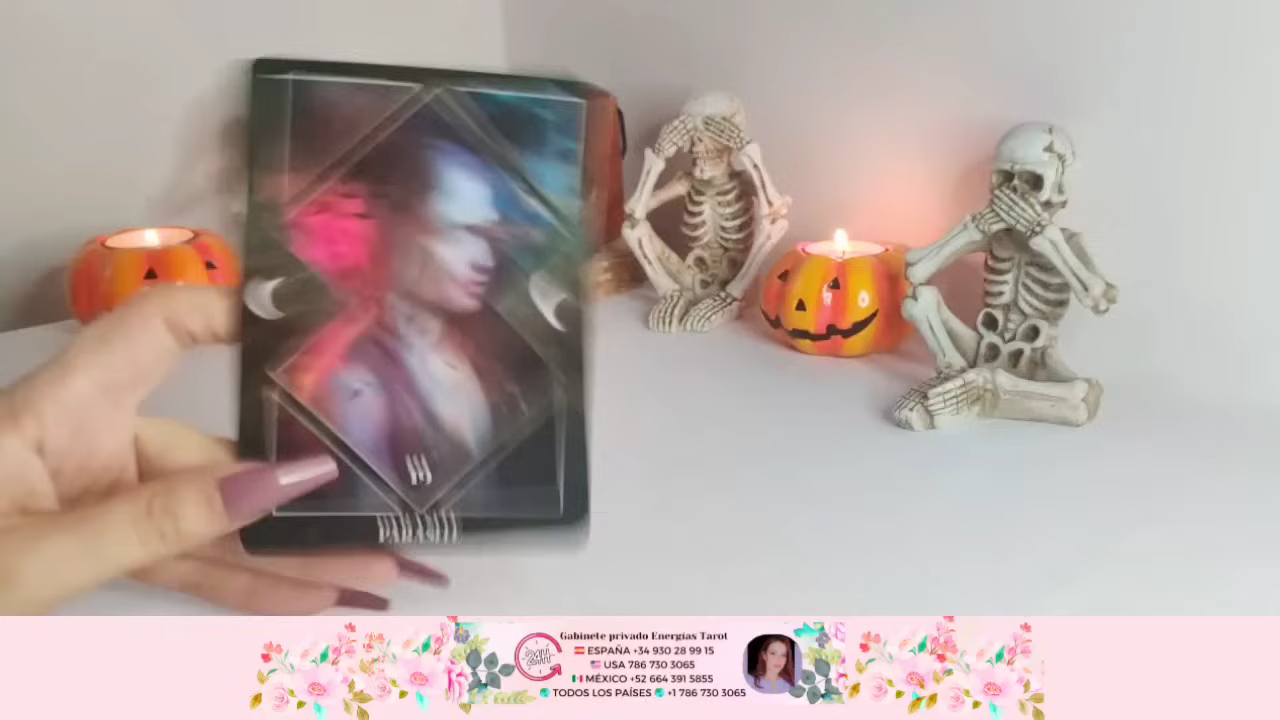 Gabinete privado Energías Tarot
ESPAÑA +34 930 28 99 15
USA 786 730 3065
MÉXICO +52 664 391 5855
TODOS LOS PAÍSES +1 786 730 3065
24H